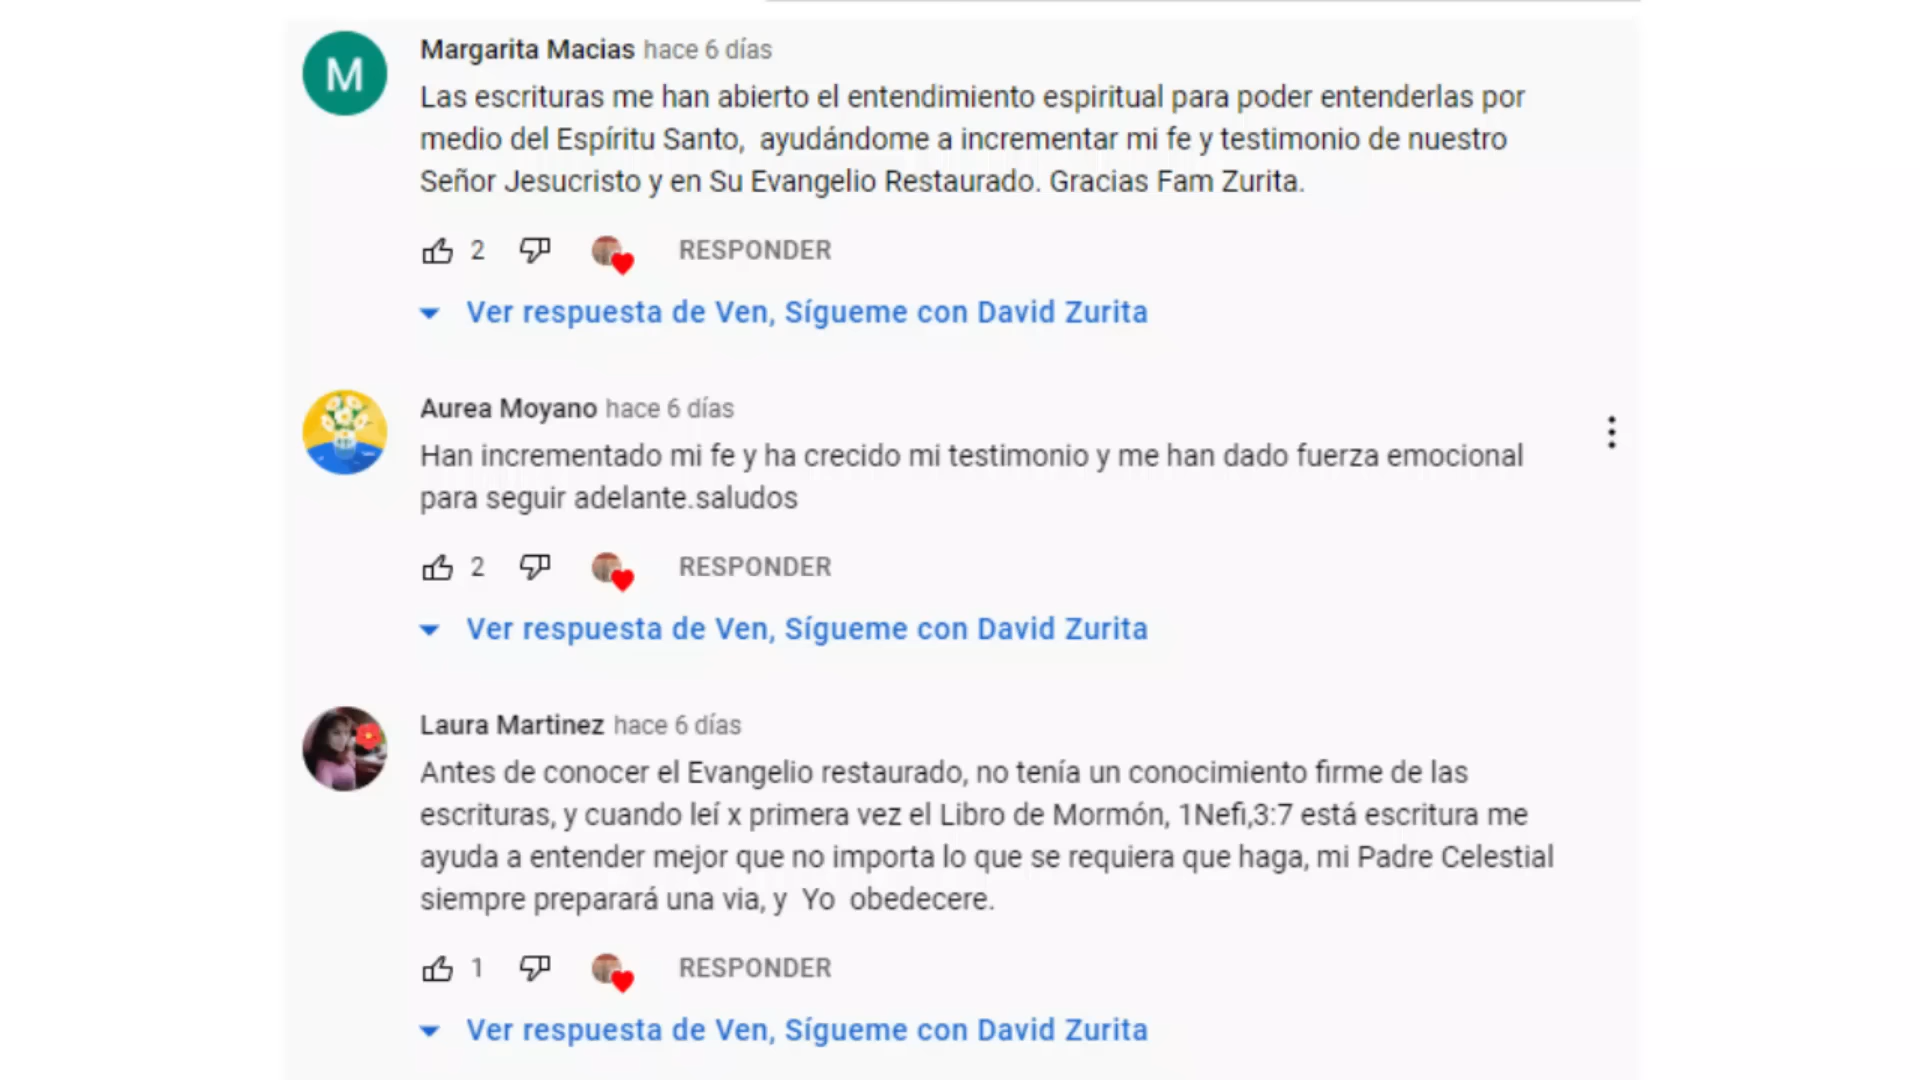 M
Margarita Macias hace 6 días
Las escrituras me han abierto el entendimiento espiritual para poder entenderlas por
medio del Espíritu Santo,  ayudándome a incrementar mi fe y testimonio de nuestro
Señor Jesucristo y en Su Evangelio Restaurado. Gracias Fam Zurita.
2 RESPONDER
Ver respuesta de Ven, Sígueme con David Zurita
Aurea Moyano hace 6 días
Han incrementado mi fe y ha crecido mi testimonio y me han dado fuerza emocional
para seguir adelante.saludos
2 RESPONDER
Ver respuesta de Ven, Sígueme con David Zurita
Laura Martinez hace 6 días
Antes de conocer el Evangelio restaurado, no tenía un conocimiento firme de las
escrituras, y cuando leí x primera vez el Libro de Mormón, 1Nefi,3:7 está escritura me
ayuda a entender mejor que no importa lo que se requiera que haga, mi Padre Celestial
siempre preparará una via, y  Yo  obedecere.
1 RESPONDER
Ver respuesta de Ven, Sígueme con David Zurita